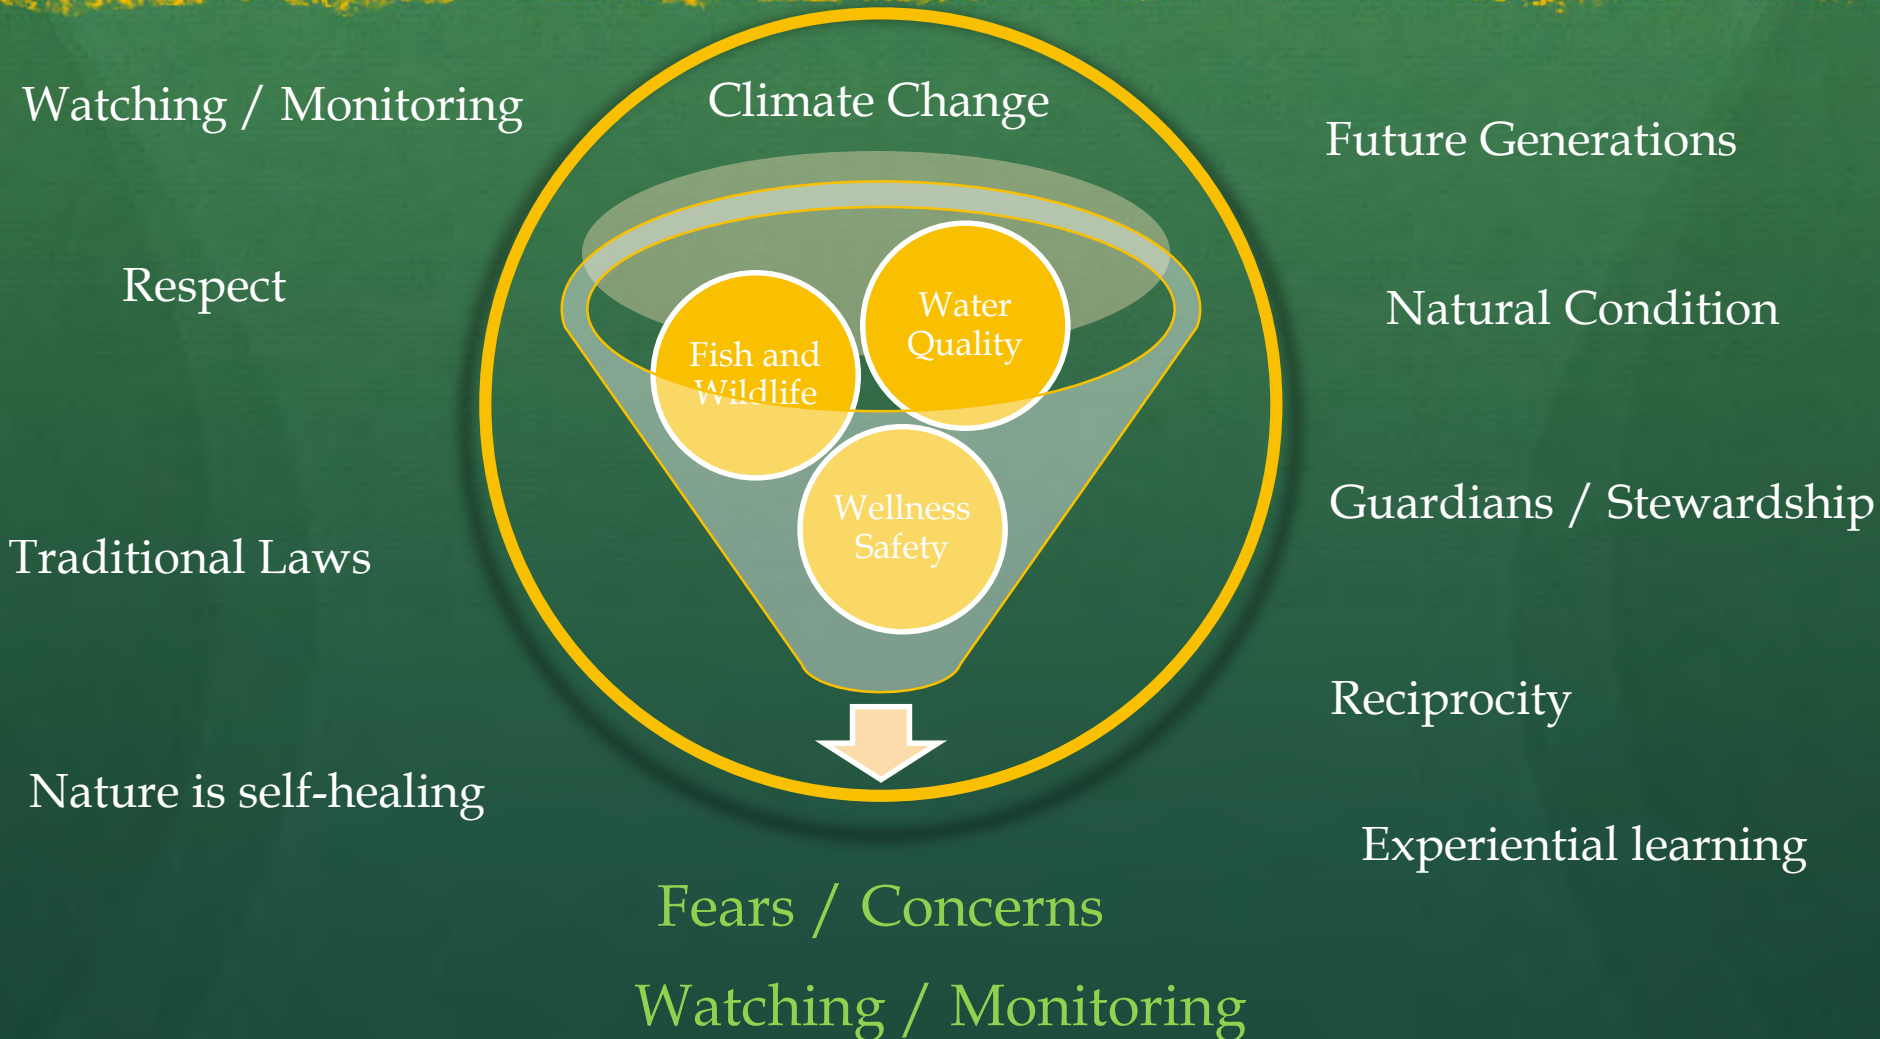 Watching / Monitoring
Climate Change
Future Generations
Respect
Natural Condition
Water
Quality
Fish and
Wildlife
Guardians / Stewardship
Wellness
Safety
Traditional Laws
Reciprocity
Nature is self-healing
Experiential learning
Fears / Concerns
Watching / Monitoring